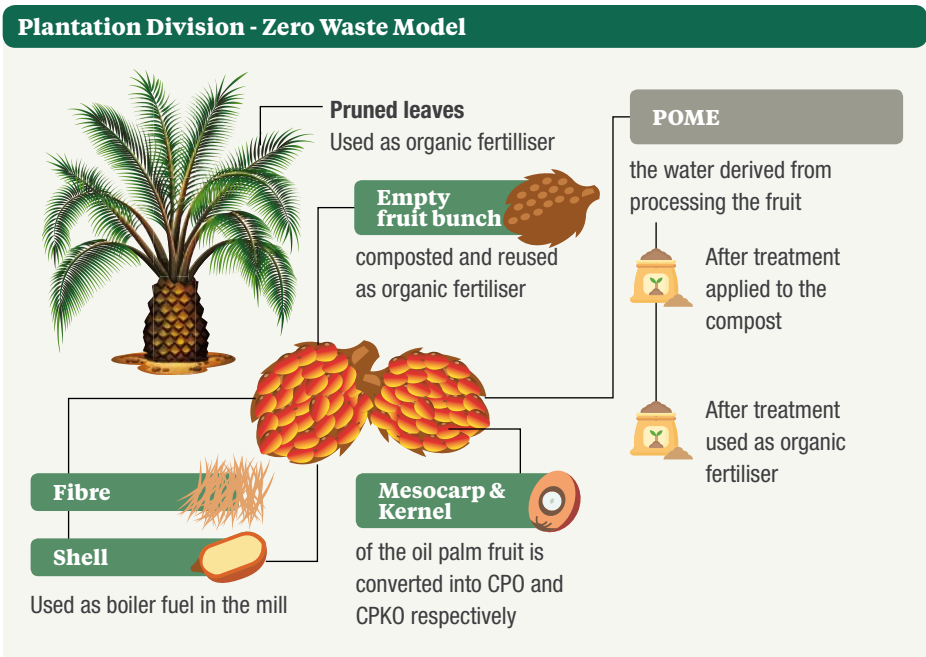 Plantation Division - Zero Waste Model
Pruned leaves
Used as organic fertilliser
Empty
fruit bunch
composted and reused
as organic fertiliser
POME
the water derived from
processing the fruit
After treatment
applied to the
compost
After treatment
used as organic
fertiliser
Fibre
Shell
Used as boiler fuel in the mill
Mesocarp &
Kernel
of the oil palm fruit is
converted into CPO and
CPKO respectively